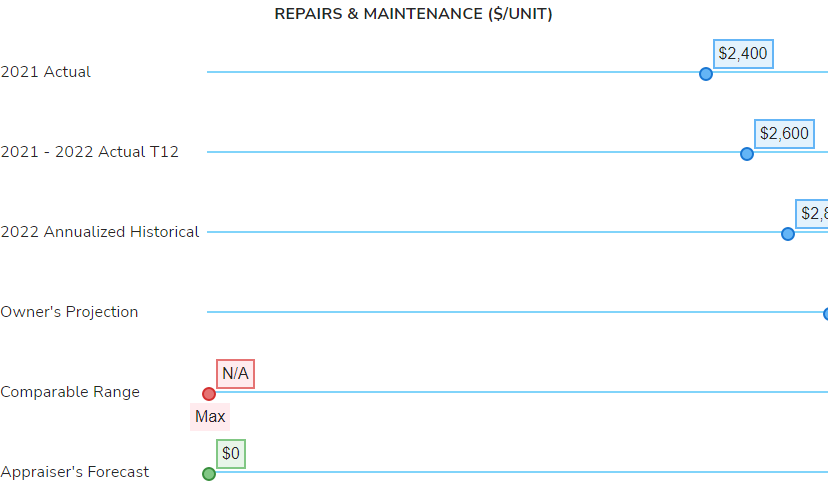 REPAIRS & MAINTENANCE ($/UNIT)
$2,400
2021 Actual
$2,600
2021 - 2022 Actual T12
$2,8
2022 Annualized Historical
Owner's Projection
N/A
Comparable Range
Max
$0
Appraiser's Forecast